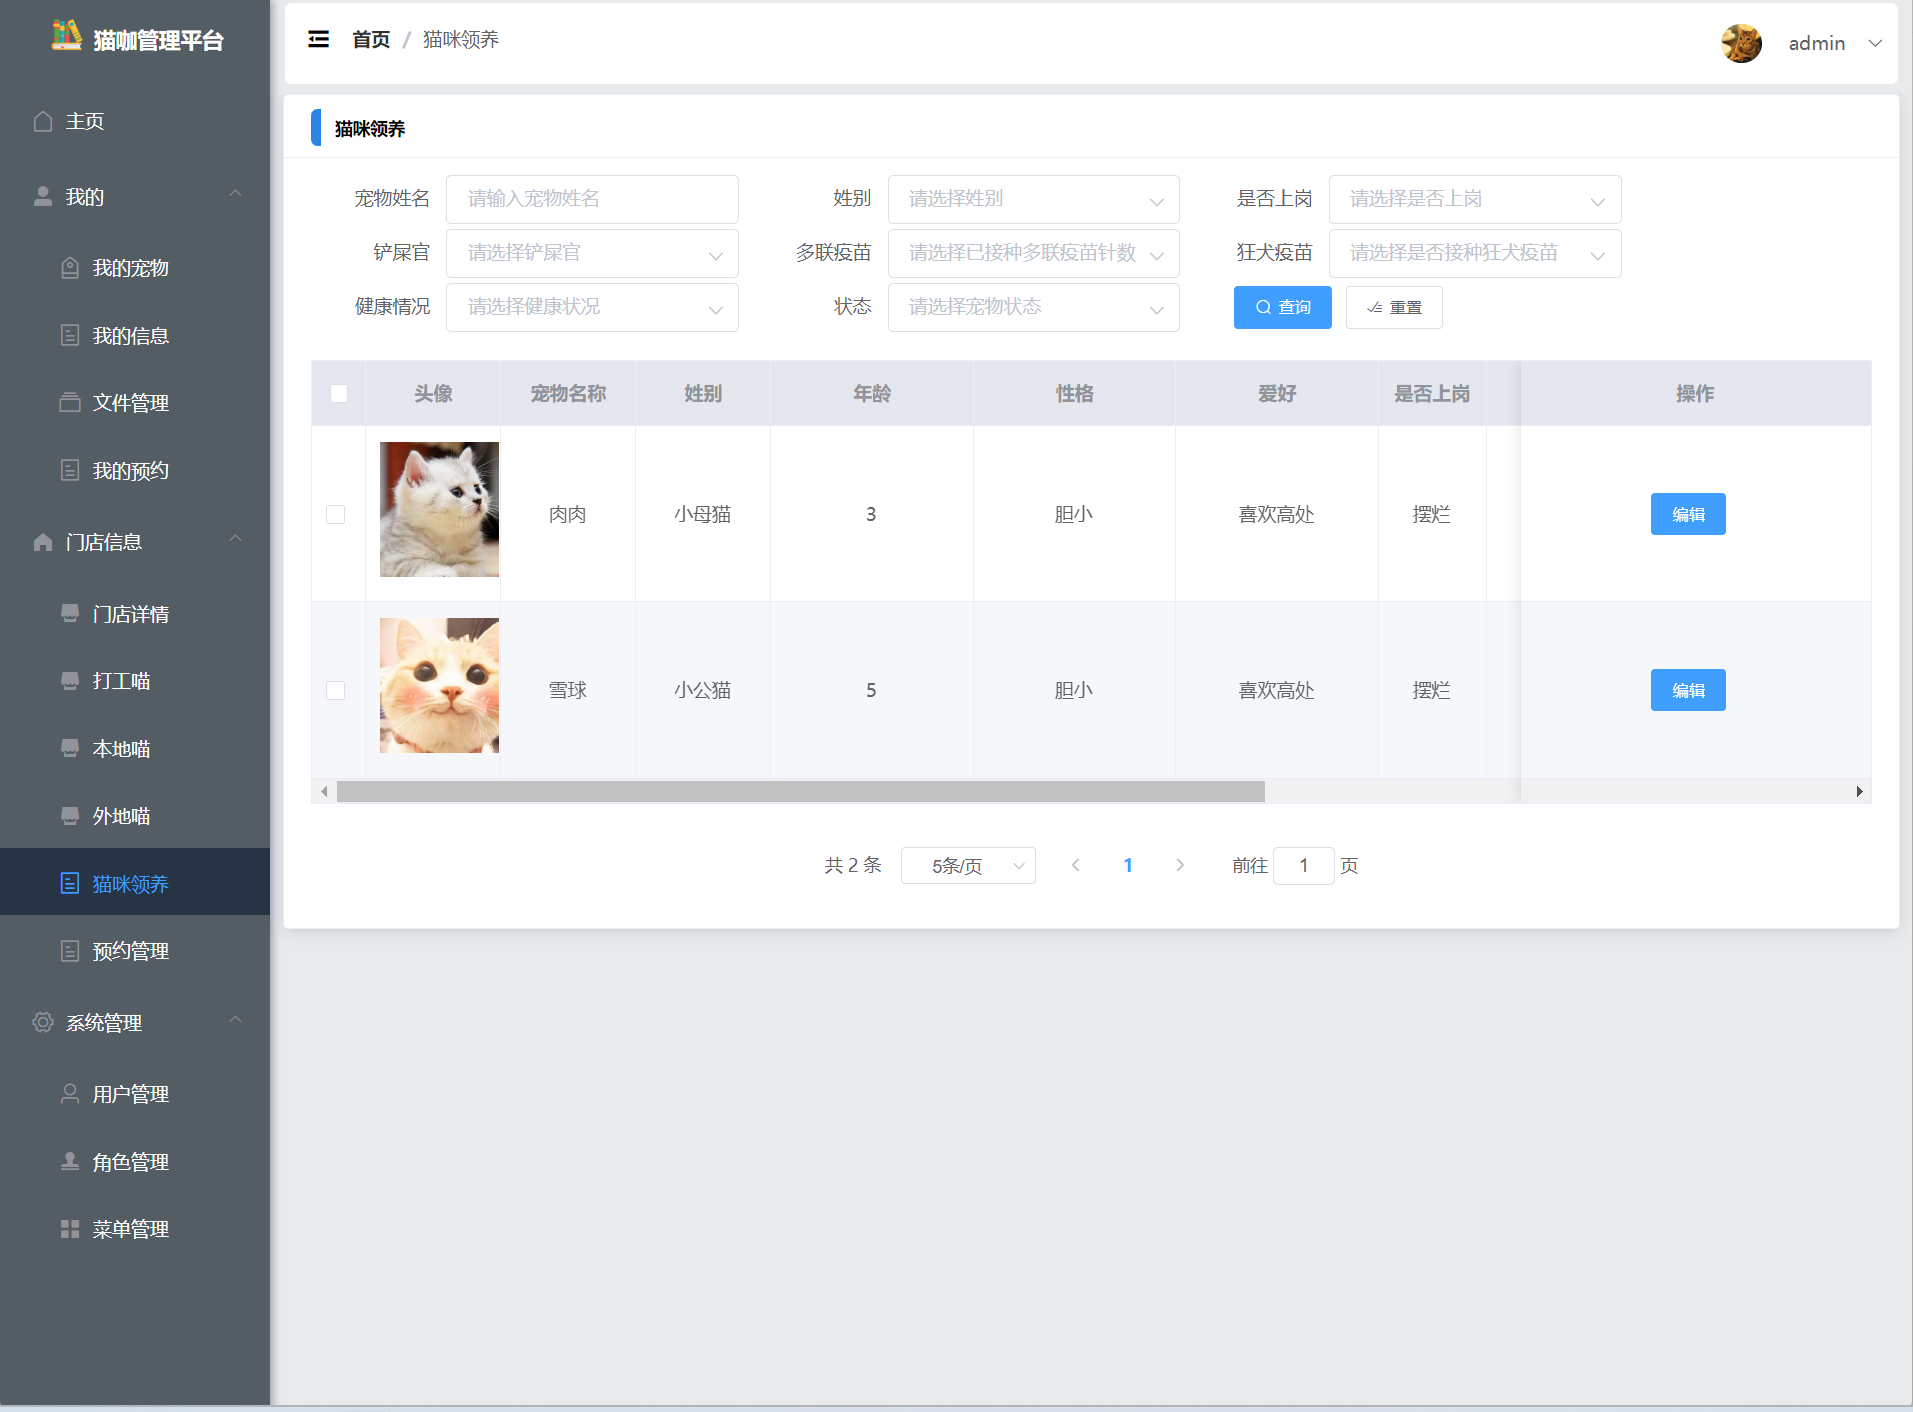 猫咖管理平台
主页
我的
我的宠物
我的信息
文件管理
我的预约
门店信息
门店详情
打工喵
本地喵
外地喵
猫咪领养
预约管理
系统管理
用户管理
角色管理
菜单管理
首页 / 猫咪领养
admin
猫咪领养
宠物姓名 请输入宠物姓名 姓别 请选择姓别 是否上岗 请选择是否上岗
铲屎官 请选择铲屎官 多联疫苗 请选择已接种多联疫苗针数 狂犬疫苗 请选择是否接种狂犬疫苗
健康情况 请选择健康状况 状态 请选择宠物状态 查询 重置
头像 宠物名称 姓别 年龄 性格 爱好 是否上岗 操作
肉肉 小母猫 3 胆小 喜欢高处 摆烂 编辑
雪球 小公猫 5 胆小 喜欢高处 摆烂 编辑
共 2 条 5条/页 1 前往 1 页